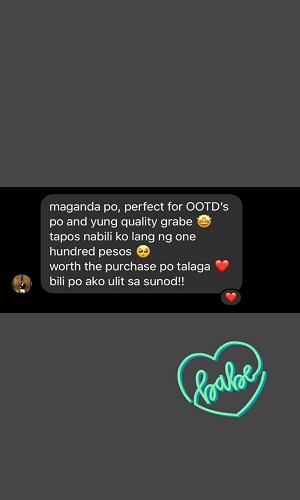 maganda po, perfect for OOTD's
po and yung quality grabe 🤩
tapos nabili ko lang ng one
hundred pesos 🥺
worth the purchase po talaga ❤️
bili po ako ulit sa sunod!!
❤️
babe